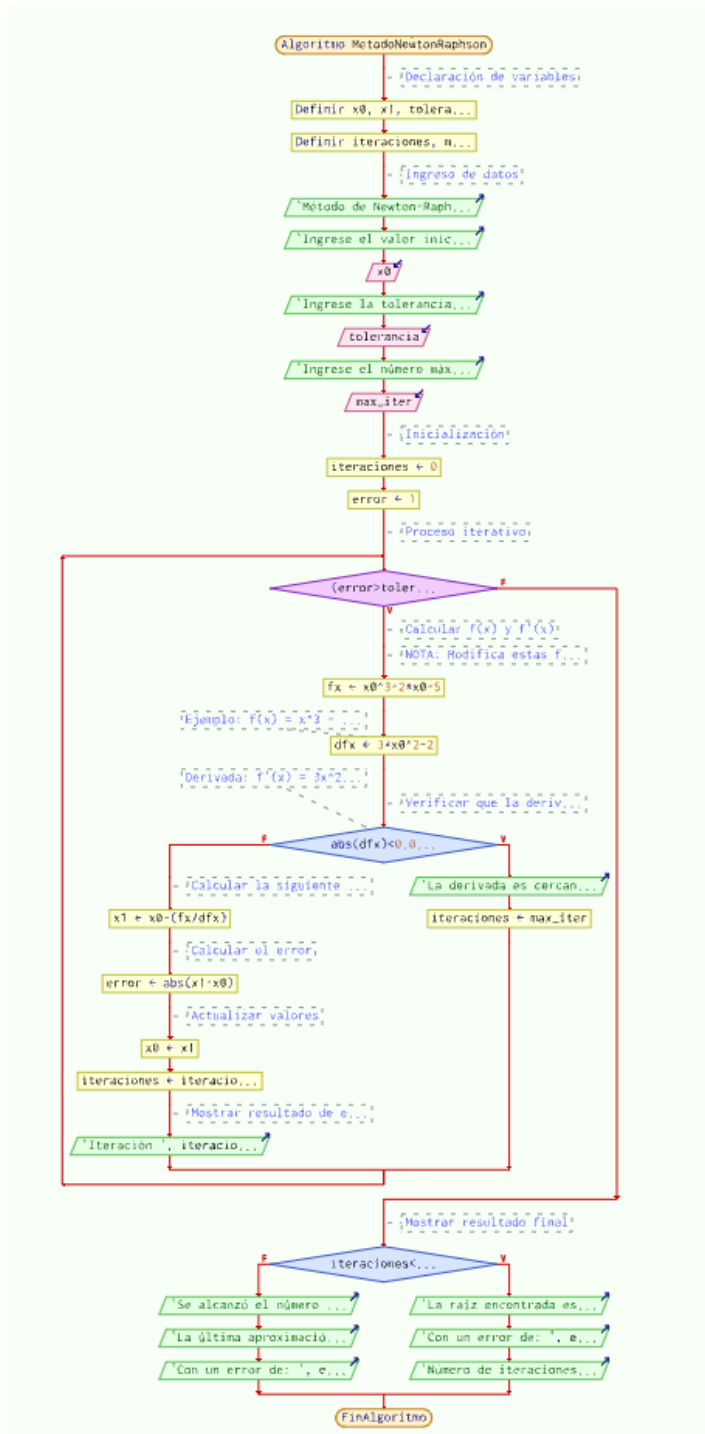 Algoritmo MetodoNewtonRaphson
Declaración de variables
Definir x0, x1, tolera...
Definir iteraciones, m...
Ingreso de datos
'Método de Newton-Raph...
'Ingrese el valor inic...
x0
'Ingrese la tolerancia...
tolerancia
'Ingrese el número máx...
max_iter
Inicialización
iteraciones ← 0
error ← 1
Proceso iterativo
(error>toler...
F
V
Calcular f(x) y f'(x)
NOTA: Modifica estas f...
fx ← x0^3-2*x0-5
Ejemplo: f(x) = x^3 - ...
dfx ← 3*x0^2-2
Derivada: f'(x) = 3x^2...
Verificar que la deriv...
abs(dfx)<0.0...
F
V
Calcular la siguiente ...
'La derivada es cercan...
x1 ← x0-(fx/dfx)
iteraciones ← max_iter
Calcular el error
error ← abs(x1-x0)
Actualizar valores
x0 ← x1
iteraciones ← iteracio...
Mostrar resultado de e...
'Iteración ', iteracio...
Mostrar resultado final
iteraciones<...
F
V
'Se alcanzó el número ...
'La raíz encontrada es...
'La última aproximació...
'Con un error de: ', e...
'Con un error de: ', e...
'Número de iteraciones...
FinAlgoritmo